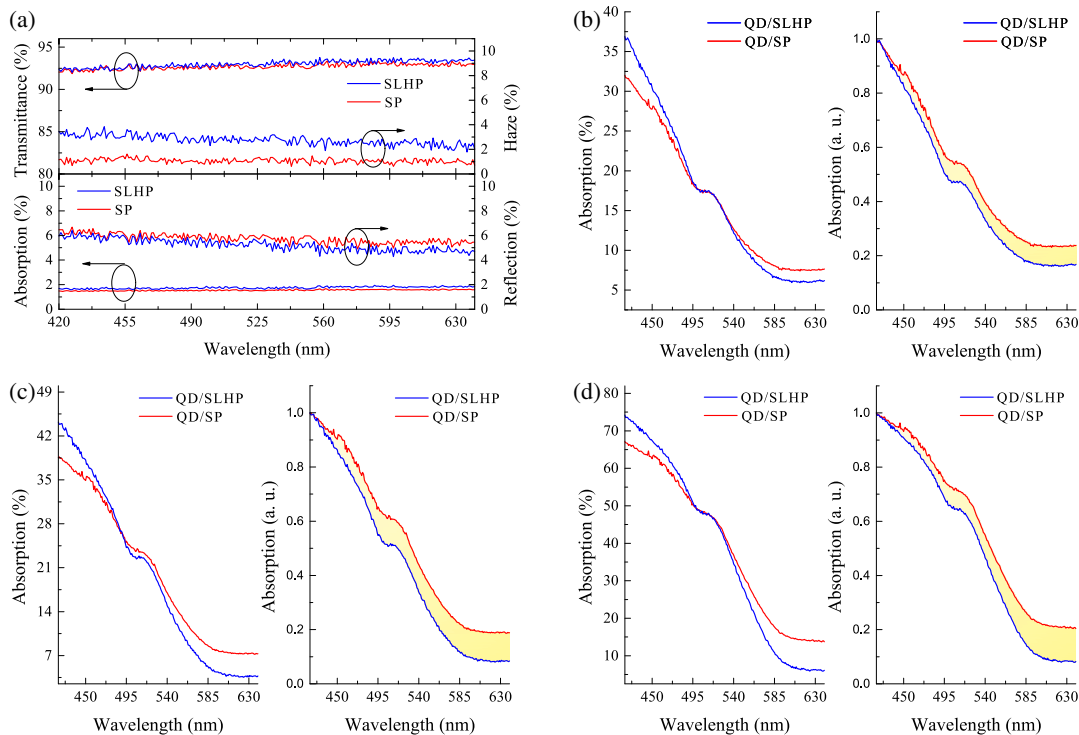 (a)
95
90
85
80
Transmittance (%)
10
8
6
4
2
0
Haze (%)
SLHP
SP
10
8
6
4
2
0
Absorption (%)
10
8
6
4
2
0
Reflection (%)
SLHP
SP
420 455 490 525 560 595 630
Wavelength (nm)
(b)
40
35
30
25
20
15
10
5
Absorption (%)
QD/SLHP
QD/SP
450 495 540 585 630
Wavelength (nm)
1.0
0.8
0.6
0.4
0.2
0.0
Absorption (a. u.)
QD/SLHP
QD/SP
450 495 540 585 630
Wavelength (nm)
(c)
49
42
35
28
21
14
7
Absorption (%)
QD/SLHP
QD/SP
450 495 540 585 630
Wavelength (nm)
1.0
0.8
0.6
0.4
0.2
0.0
Absorption (a. u.)
QD/SLHP
QD/SP
450 495 540 585 630
Wavelength (nm)
(d)
80
70
60
50
40
30
20
10
Absorption (%)
QD/SLHP
QD/SP
450 495 540 585 630
Wavelength (nm)
1.0
0.8
0.6
0.4
0.2
0.0
Absorption (a. u.)
QD/SLHP
QD/SP
450 495 540 585 630
Wavelength (nm)